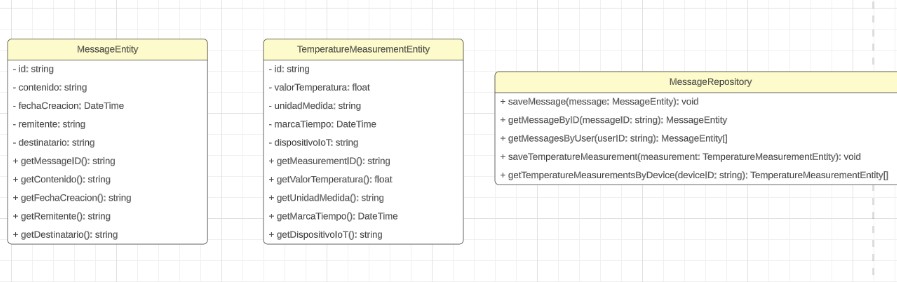 MessageEntity
- id: string
- contenido: string
- fechaCreacion: DateTime
- remitente: string
- destinatario: string
+ getMessageID(): string
+ getContenido(): string
+ getFechaCreacion(): string
+ getRemitente(): string
+ getDestinatario(): string
TemperatureMeasurementEntity
- id: string
- valorTemperatura: float
- unidadMedida: string
- marcaTiempo: DateTime
- dispositivoIoT: string
+ getMeasurementID(): string
+ getValorTemperatura(): float
+ getUnidadMedida(): string
+ getMarcaTiempo(): DateTime
+ getDispositivoIoT(): string
MessageRepository
+ saveMessage(message: MessageEntity): void
+ getMessageByID(messageID: string): MessageEntity
+ getMessagesByUser(userID: string): MessageEntity[]
+ saveTemperatureMeasurement(measurement: TemperatureMeasurementEntity): void
+ getTemperatureMeasurementsByDevice(deviceID: string): TemperatureMeasurementEntity[]